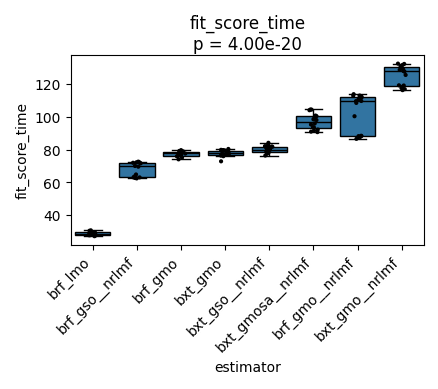 fit_score_time
p = 4.00e-20
fit_score_time
120
100
80
60
40
brf_lmo
brf_gso__nrlmf
brf_gmo
bxt_gmo
bxt_gso__nrlmf
bxt_gmosa__nrlmf
brf_gmo__nrlmf
bxt_gmo__nrlmf
estimator